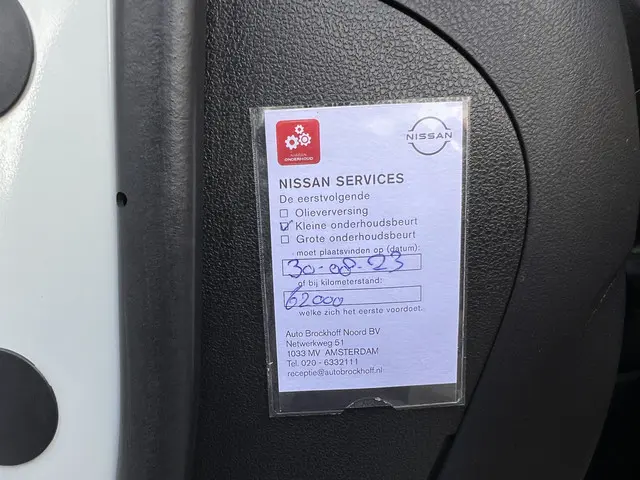 NISSAN
ONDERHOUD
NISSAN
NISSAN SERVICES
De eerstvolgende
Olieverversing
Kleine onderhoudsbeurt
Grote onderhoudsbeurt
moet plaatsvinden op (datum):
30-08-23
of bij kilometerstand:
62000
welke zich het eerste voordoet.
Auto Brockhoff Noord BV
Netwerkweg 51
1033 MV AMSTERDAM
Tel. 020 - 6332111
receptie@autobrockhoff.nl